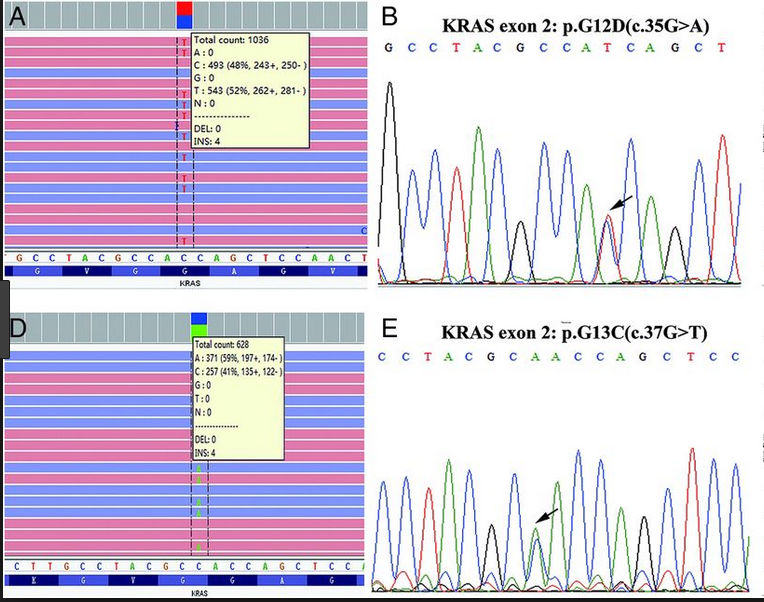 A
Total count: 1036
A : 0
C : 493 (48%, 243+, 250- )
G : 0
T : 543 (52%, 262+, 281- )
N : 0
---------------
DEL: 0
INS: 4
T
T
T
T
T
T
T
T
T
C
G C C T A C G C C A C C A G C T C C A A C T
G V G G A G V
KRAS
B
KRAS exon 2: p.G12D(c.35G>A)
G C C T A C G C C A T C A G C T
D
Total count: 628
A : 371 (59%, 197+, 174- )
C : 257 (41%, 135+, 122- )
G : 0
T : 0
N : 0
---------------
DEL: 0
INS: 4
A
A
A
A
A
C T T G C C T A C G C C A C C A G C T C C A
K G V G G A G
KRAS
E
KRAS exon 2: p.G13C(c.37G>T)
C C T A C G C A A C C A G C T C C